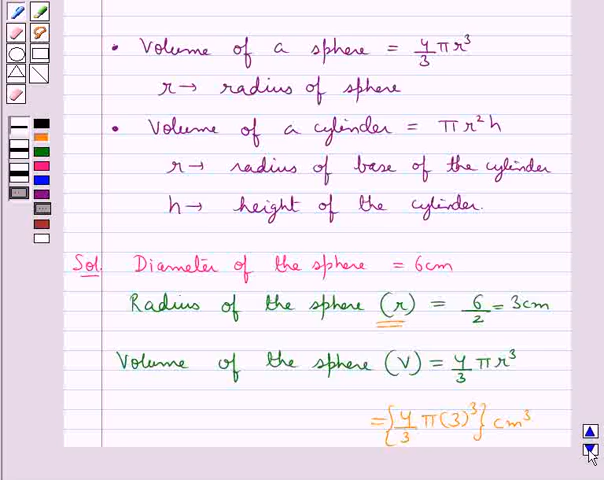 • Volume of a sphere = 4/3 πr³
r → radius of sphere
• Volume of a cylinder = πr²h
r → radius of base of the cylinder
h → height of the cylinder.
Sol. Diameter of the sphere = 6cm
Radius of the sphere (r) = 6/2 = 3cm
Volume of the sphere (V) = 4/3 πr³
= {4/3 π(3)³} cm³